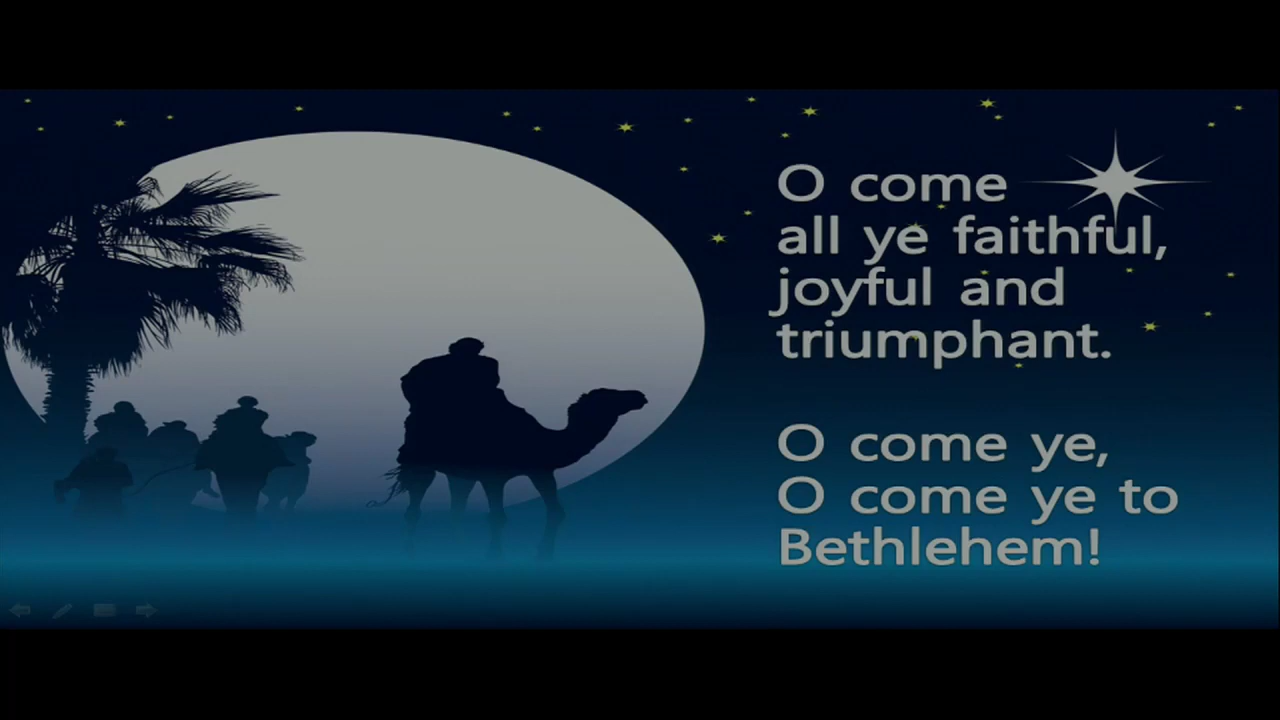 O come
all ye faithful,
joyful and
triumphant.
O come ye,
O come ye to
Bethlehem!